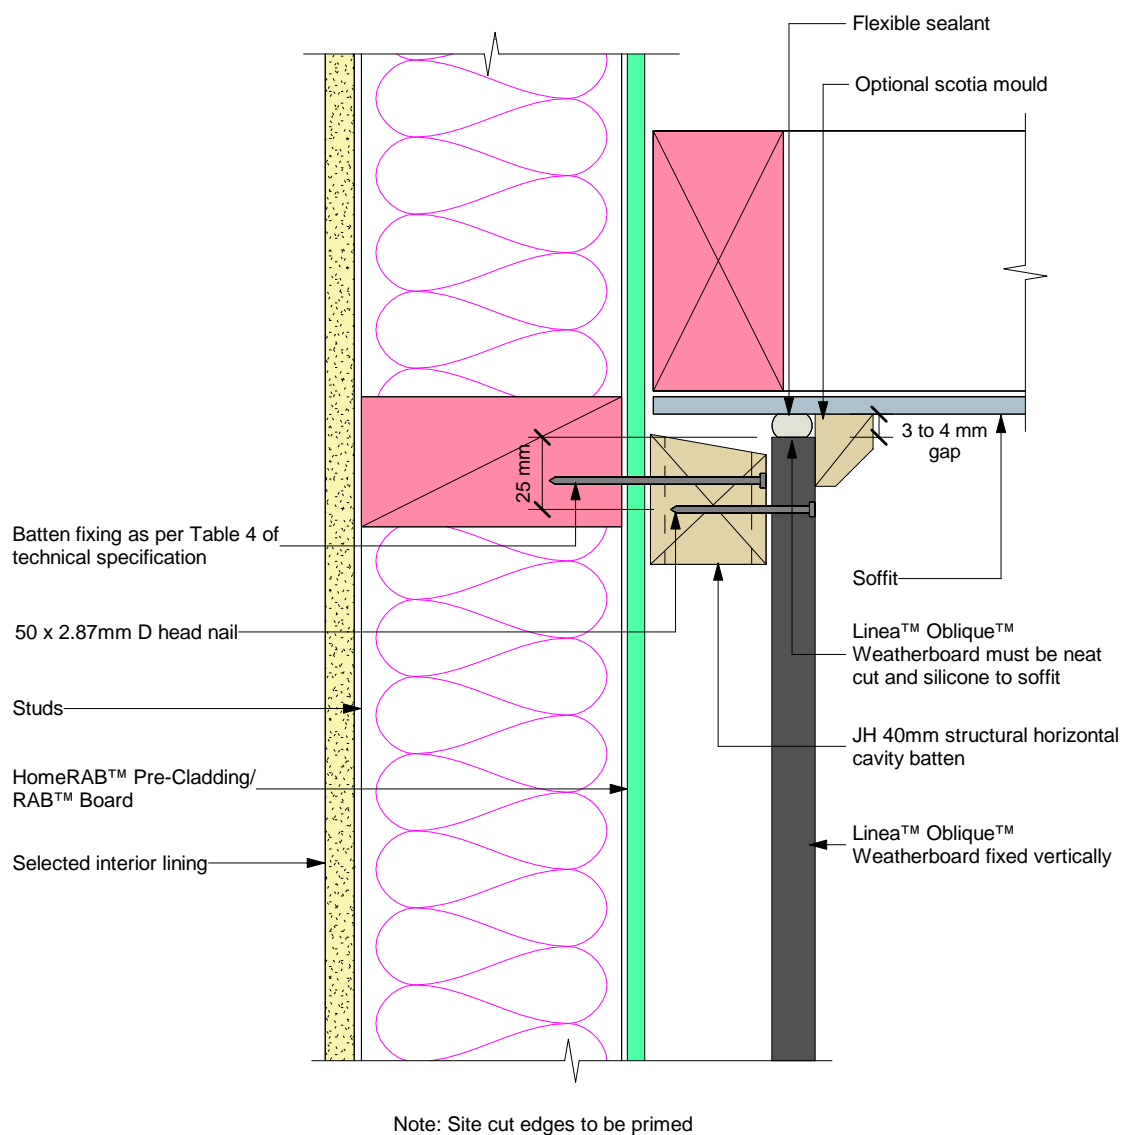 Flexible sealant
Optional scotia mould
3 to 4 mm
gap
25 mm
Batten fixing as per Table 4 of
technical specification
Soffit
50 x 2.87mm D head nail
Linea™ Oblique™
Weatherboard must be neat
cut and silicone to soffit
Studs
JH 40mm structural horizontal
cavity batten
HomeRAB™ Pre-Cladding/
RAB™ Board
Linea™ Oblique™
Weatherboard fixed vertically
Selected interior lining
Note: Site cut edges to be primed